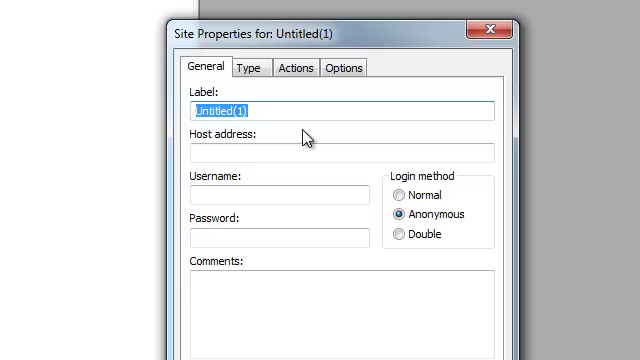 Site Properties for: Untitled(1)
General Type Actions Options
Label:
Untitled(1)
Host address:
Username:
Login method
Normal
Password:
Anonymous
Double
Comments: